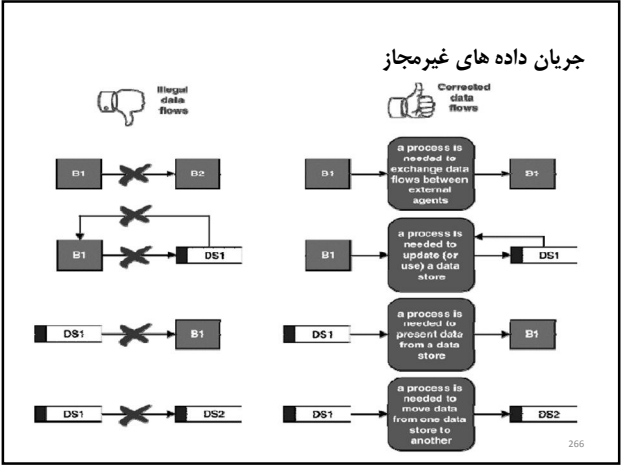 جریان داده های غیرمجاز
Illegal
data
flows
Corrected
data
flows
B1
B2
B1
a process is
needed to
exchange data
flows between
external
agents
B1
B1
DS1
B1
a process is
needed to
update (or
use) a data
store
DS1
DS1
B1
DS1
a process is
needed to
present data
from a data
store
B1
DS1
DS2
DS1
a process is
needed to
move data
from one data
store to
another
DS2
266